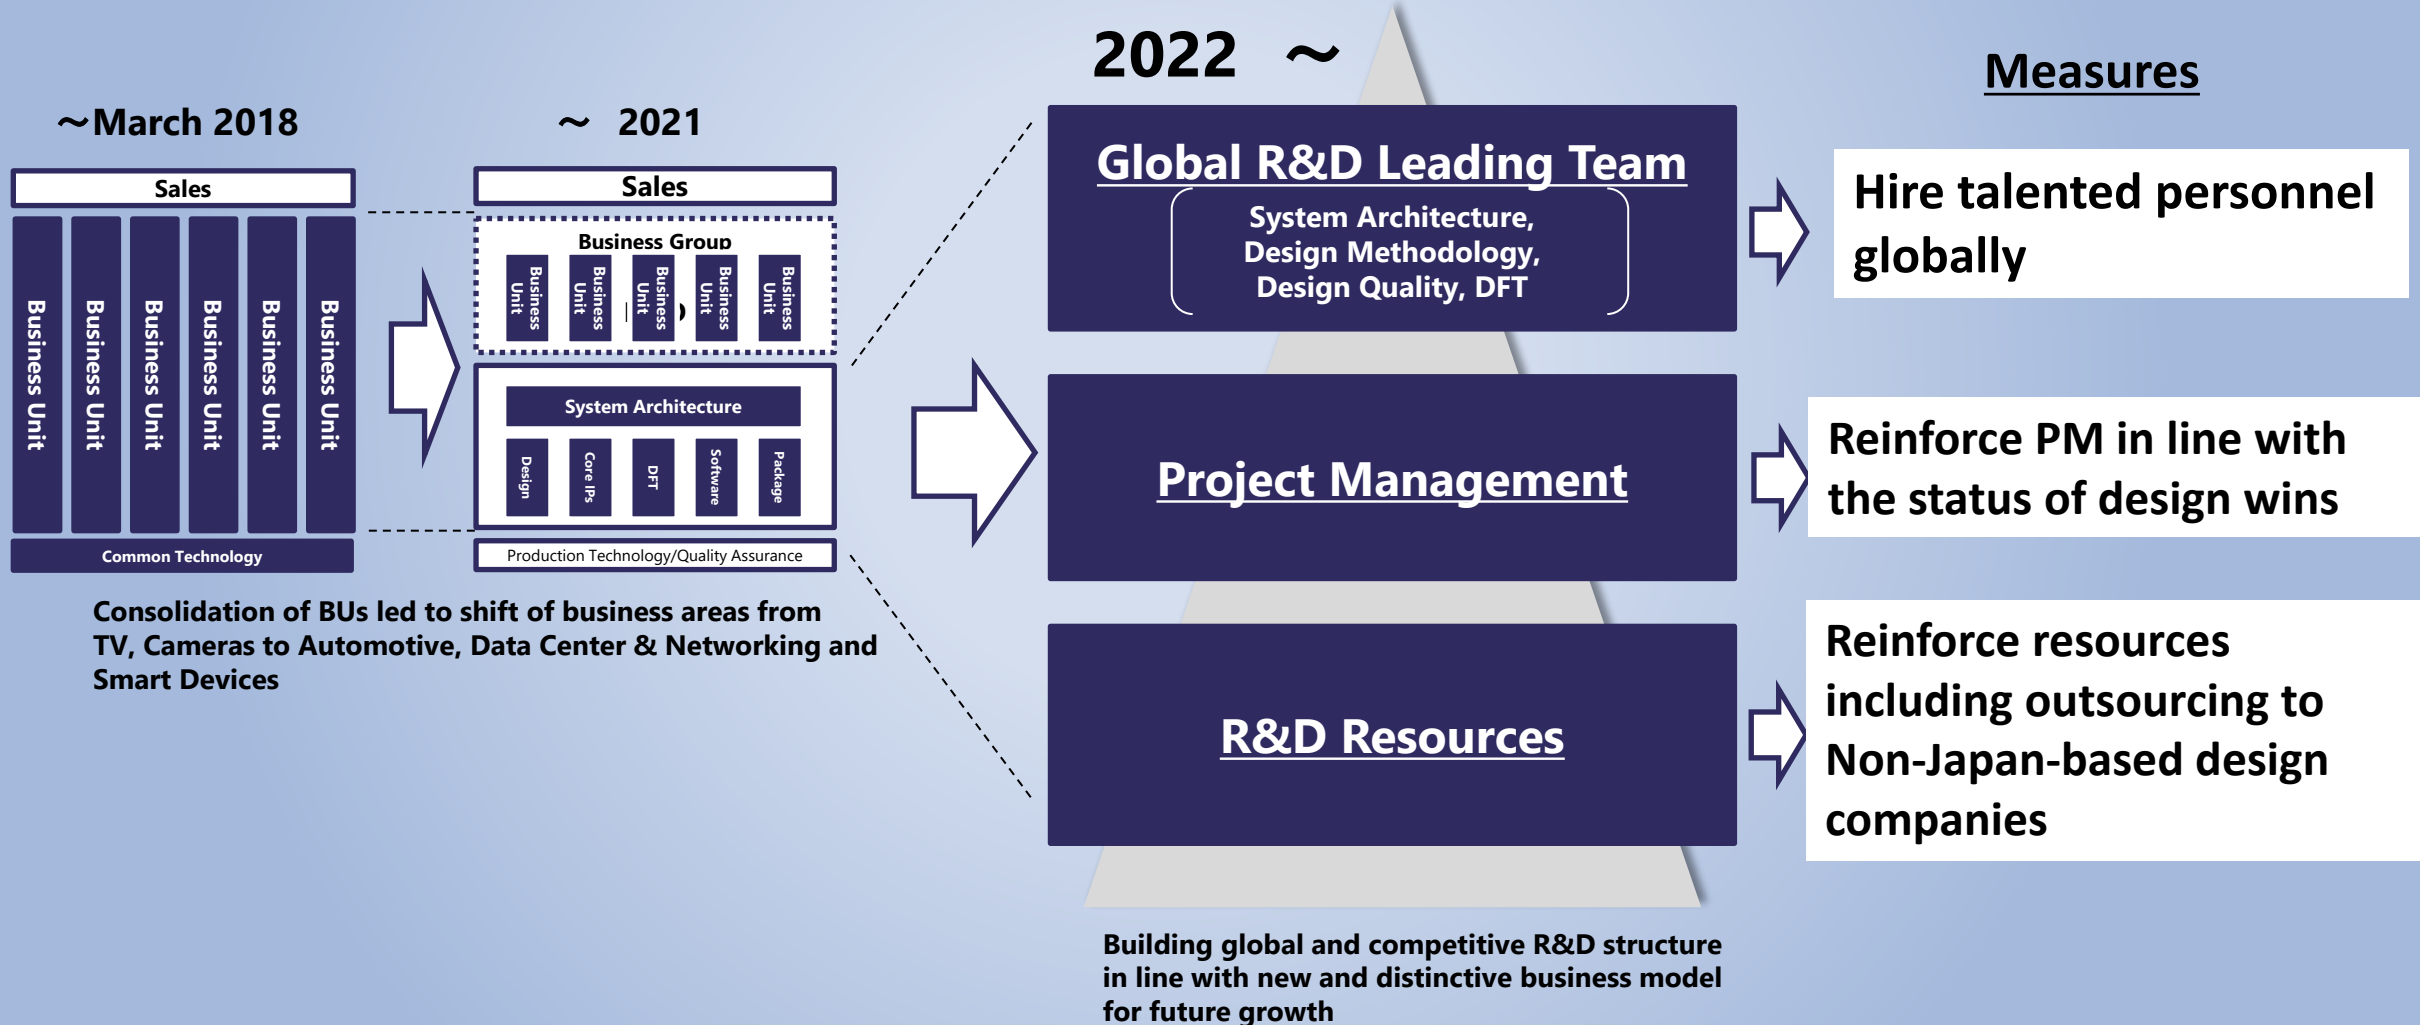 ～March 2018
Sales
Business Unit
Business Unit
Business Unit
Business Unit
Business Unit
Business Unit
Common Technology
～ 2021
Sales
Business Group
Business
Unit
Business
Unit
Business
Unit
Business
Unit
Business
Unit
System Architecture
Design
Core IPs
DFT
Software
Package
Production Technology/Quality Assurance
Consolidation of BUs led to shift of business areas from
TV, Cameras to Automotive, Data Center & Networking and
Smart Devices
2022 ～
Global R&D Leading Team
System Architecture,
Design Methodology,
Design Quality, DFT
Project Management
R&D Resources
Building global and competitive R&D structure
in line with new and distinctive business model
for future growth
Measures
Hire talented personnel
globally
Reinforce PM in line with
the status of design wins
Reinforce resources
including outsourcing to
Non-Japan-based design
companies